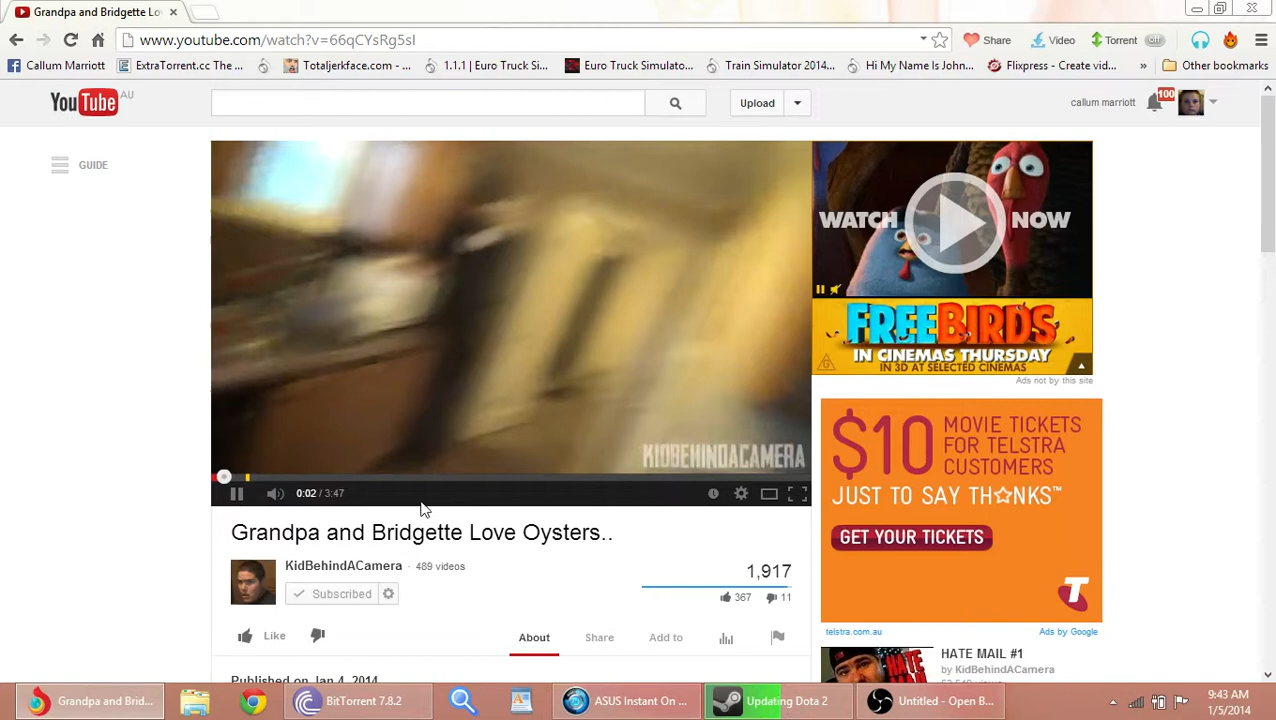 Grandpa and Bridgette Lo
www.youtube.com/watch?v=66qCYsRg5sI
Share
Video
Torrent
off
Callum Marriott
ExtraTorrent.cc The ...
Totaljerkface.com - ...
1.1.1 | Euro Truck Si...
Euro Truck Simulato...
Train Simulator 2014...
Hi My Name Is John...
Flixpress - Create vid...
»
Other bookmarks
YouTube AU
Upload
callum marriott
100
GUIDE
WATCH NOW
FREE BIRDS
IN CINEMAS THURSDAY
IN 3D AT SELECTED CINEMAS
G
Ads not by this site
KIDBEHINDACAMERA
0:02 / 3:47
$10 MOVIE TICKETS
FOR TELSTRA
CUSTOMERS
JUST TO SAY TH☆NKS™
GET YOUR TICKETS
T
telstra.com.au
Ads by Google
Grandpa and Bridgette Love Oysters..
KidBehindACamera · 489 videos
Subscribed
1,917
367
11
Like
About
Share
Add to
HATE MAIL #1
by KidBehindACamera
Grandpa and Brid...
BitTorrent 7.8.2
ASUS Instant On ...
Updating Dota 2
Untitled - Open B...
9:43 AM
1/5/2014